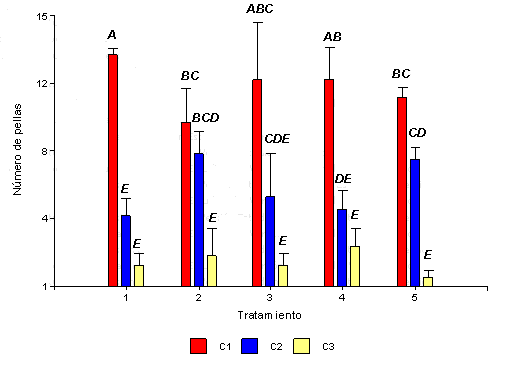 15
12
8
4
1
Número de pellas
A
E
E
BC
BCD
E
ABC
CDE
E
AB
DE
E
BC
CD
E
1 2 3 4 5
Tratamiento
C1 C2 C3